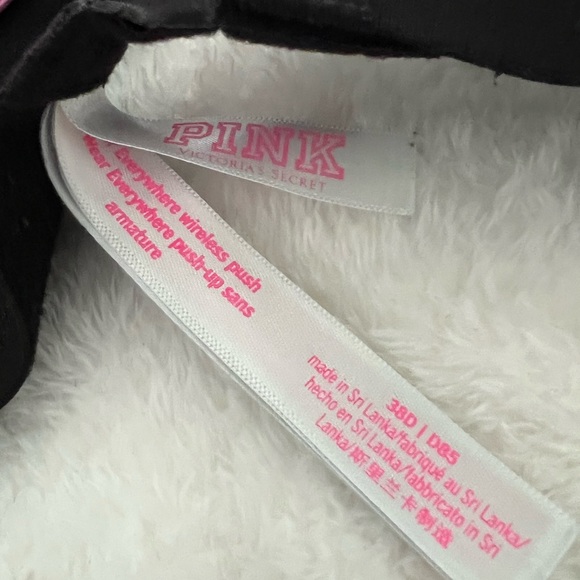 PINK
VICTORIA'S SECRET
Everywhere wireless push
Wear Everywhere push-up sans
armature
38D | D85
made in Sri Lanka/fabriqué au Sri Lanka/
hecho en Sri Lanka/fabbricato in Sri
Lanka/斯里兰卡制造